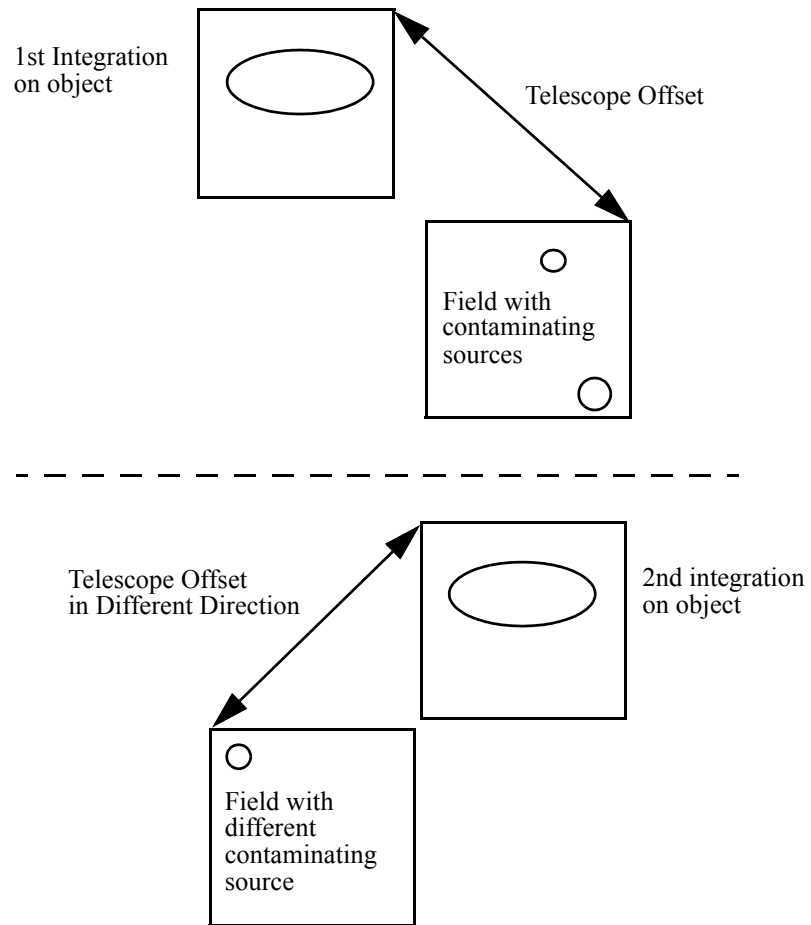 1st Integration
on object
Telescope Offset
Field with
contaminating
sources
Telescope Offset
in Different Direction
2nd integration
on object
Field with
different
contaminating
source